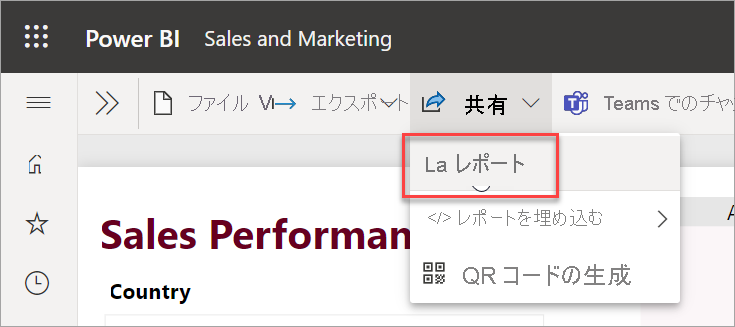 Power BI Sales and Marketing
ファイル VI→ エクスポート 共有 Teams でのチャッ
La レポート
</> レポートを埋め込む
QR コードの生成
Sales Performan
Country